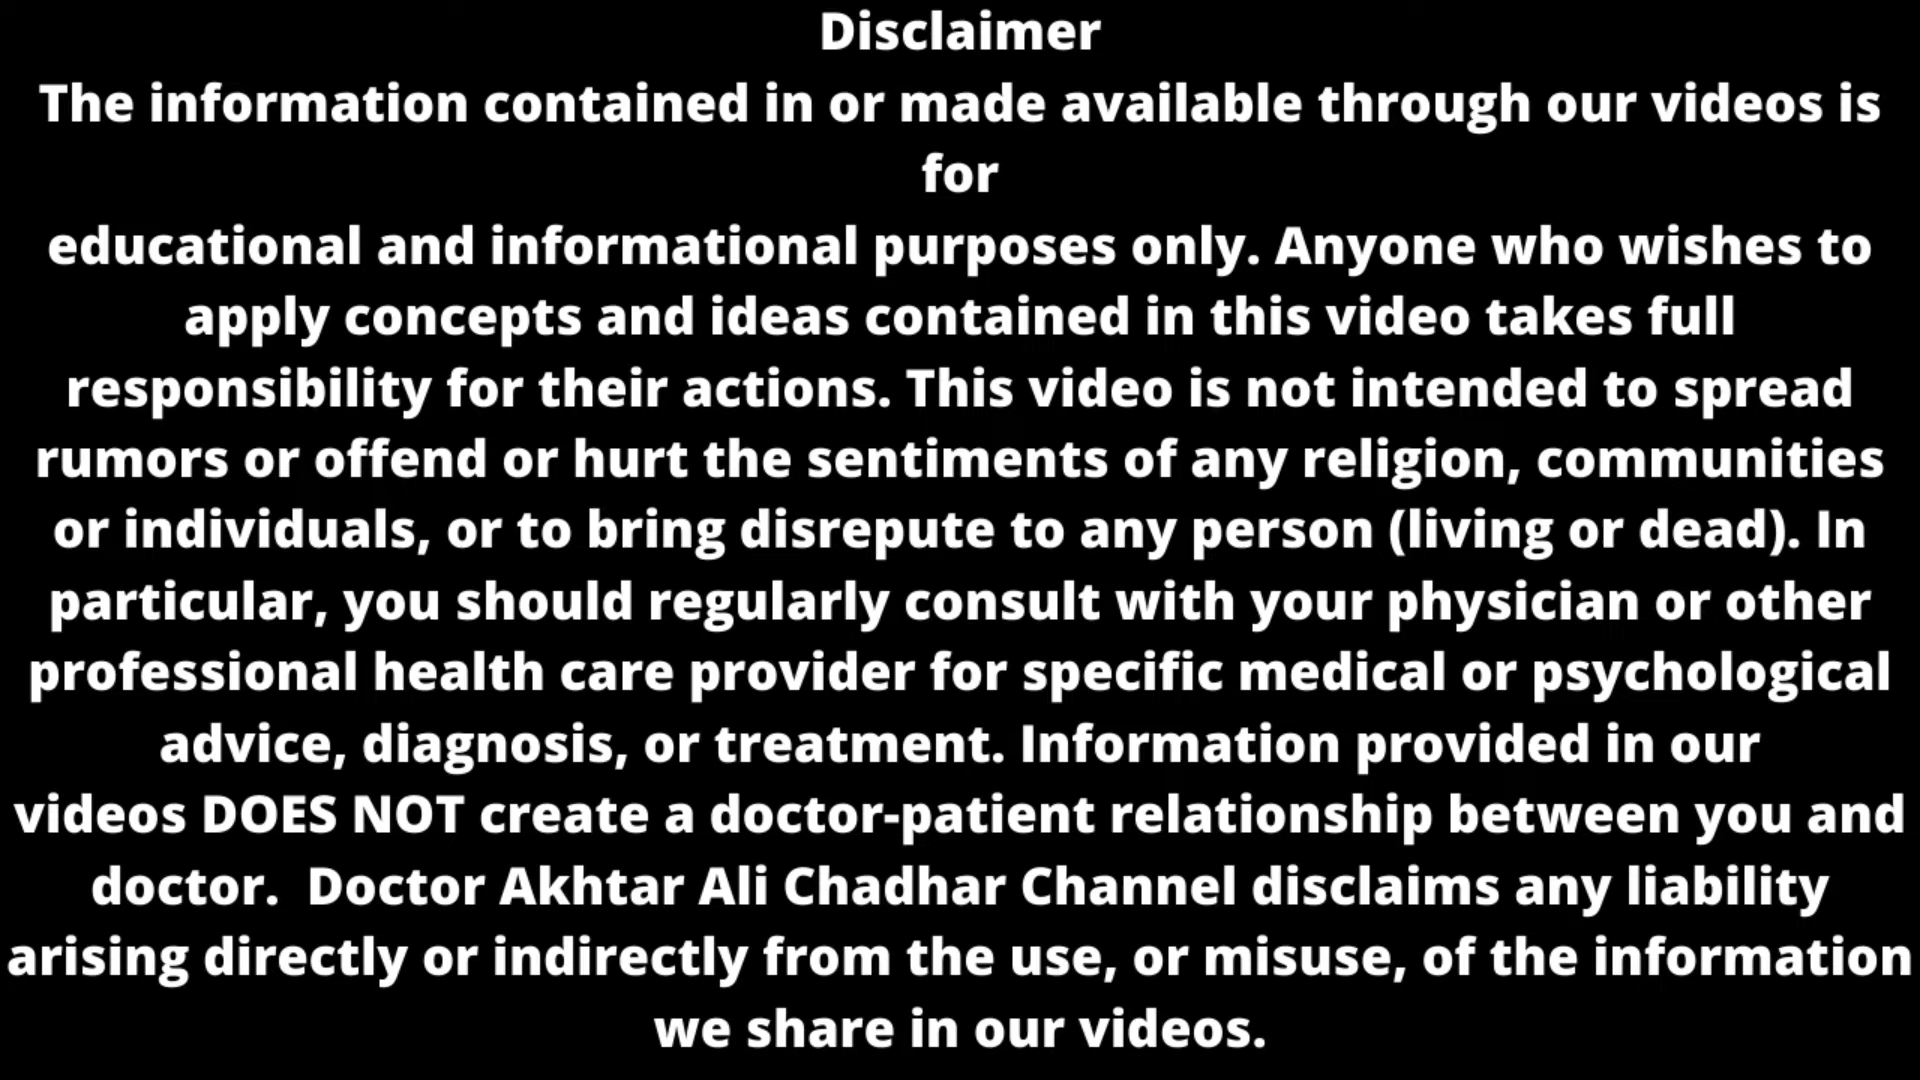 Disclaimer
The information contained in or made available through our videos is
for
educational and informational purposes only. Anyone who wishes to
apply concepts and ideas contained in this video takes full
responsibility for their actions. This video is not intended to spread
rumors or offend or hurt the sentiments of any religion, communities
or individuals, or to bring disrepute to any person (living or dead). In
particular, you should regularly consult with your physician or other
professional health care provider for specific medical or psychological
advice, diagnosis, or treatment. Information provided in our
videos DOES NOT create a doctor-patient relationship between you and
doctor.  Doctor Akhtar Ali Chadhar Channel disclaims any liability
arising directly or indirectly from the use, or misuse, of the information
we share in our videos.